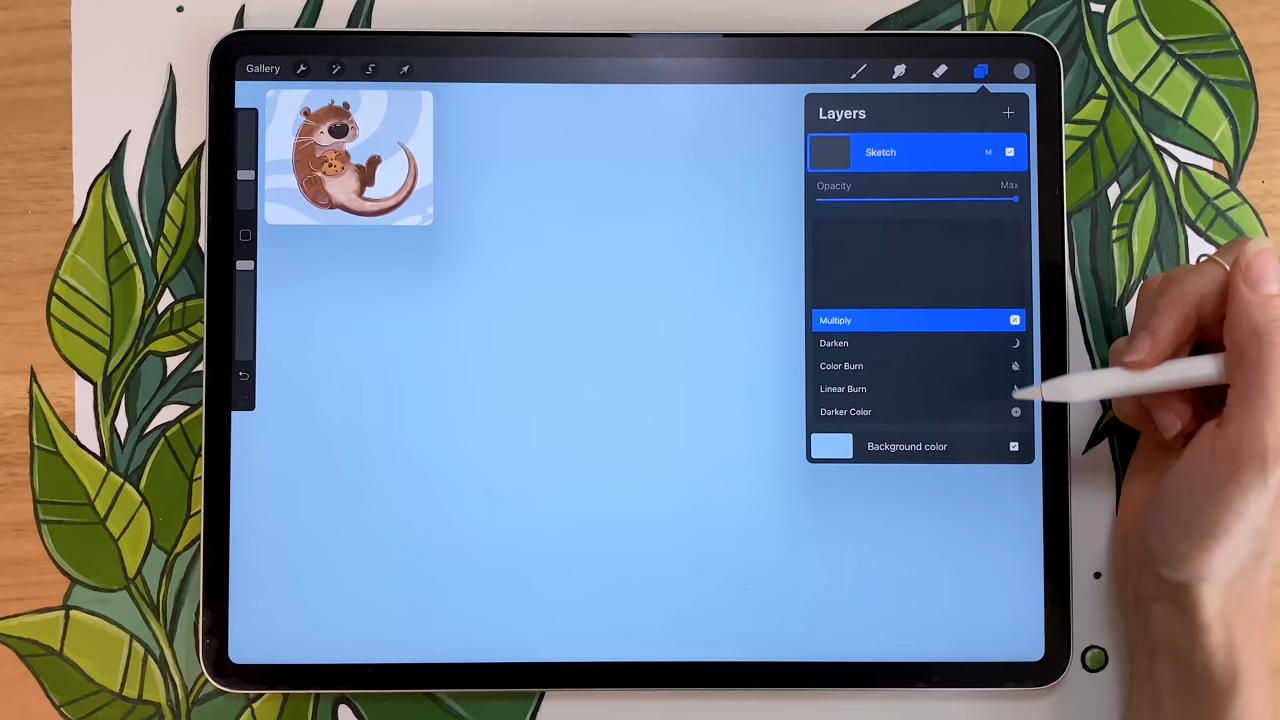 Gallery
Layers
Sketch M
Opacity Max
Multiply
Darken
Color Burn
Linear Burn
Darker Color
Background color